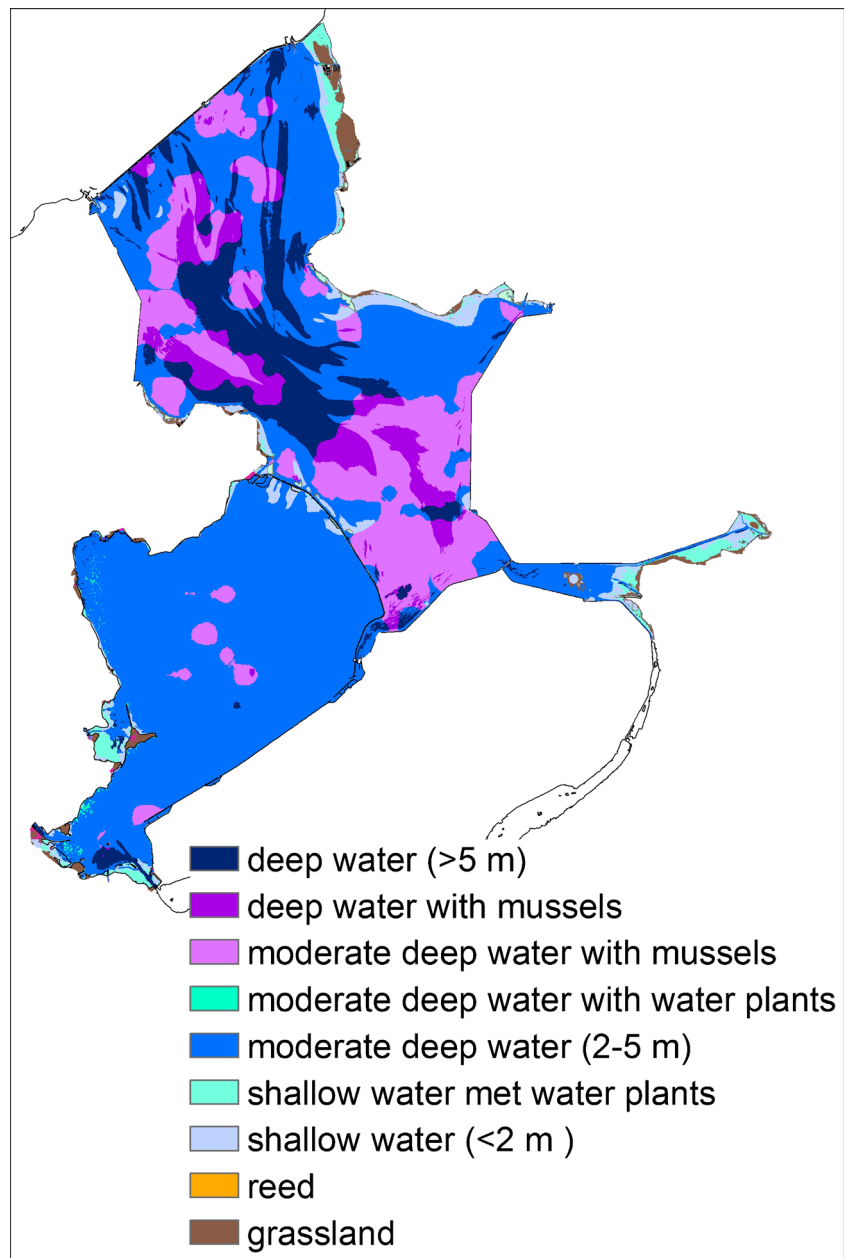 deep water (>5 m)
deep water with mussels
moderate deep water with mussels
moderate deep water with water plants
moderate deep water (2-5 m)
shallow water met water plants
shallow water (<2 m )
reed
grassland